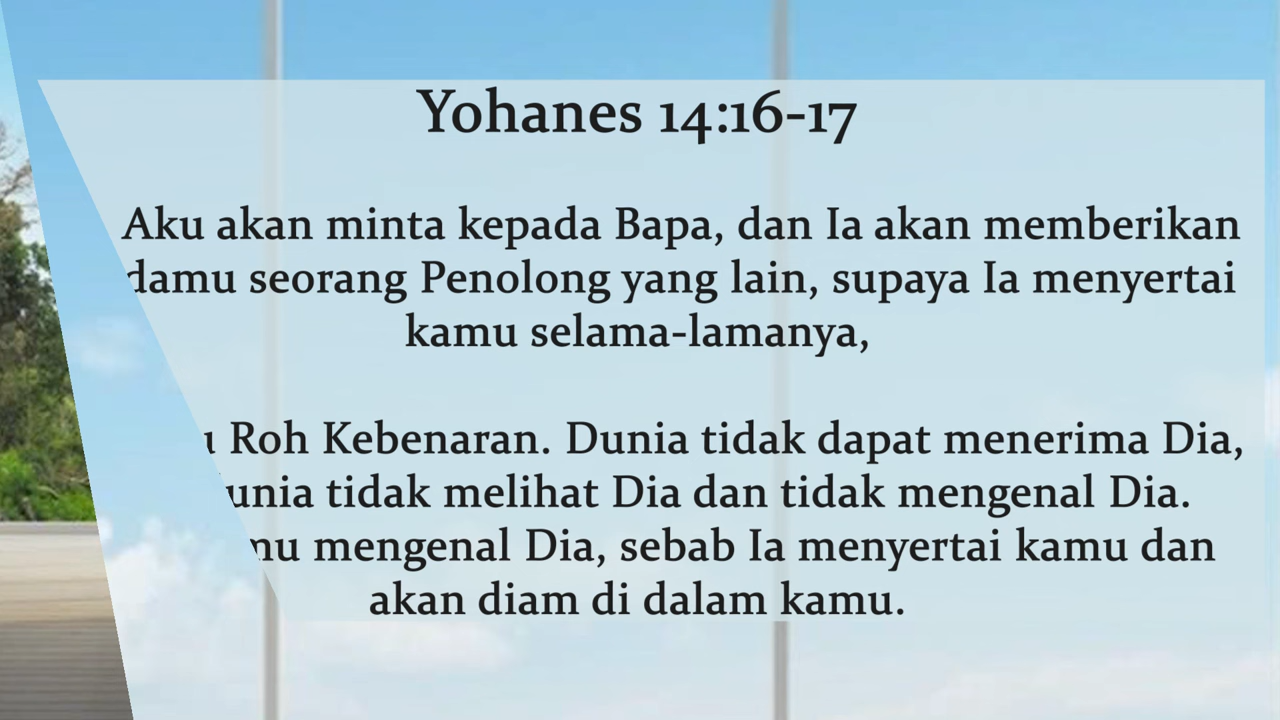 Yohanes 14:16-17
Aku akan minta kepada Bapa, dan Ia akan memberikan
seorang Penolong yang lain, supaya Ia menyertai
kamu selama-lamanya,
Roh Kebenaran. Dunia tidak dapat menerima Dia,
tidak melihat Dia dan tidak mengenal Dia.
mengenal Dia, sebab Ia menyertai kamu dan
akan diam di dalam kamu.